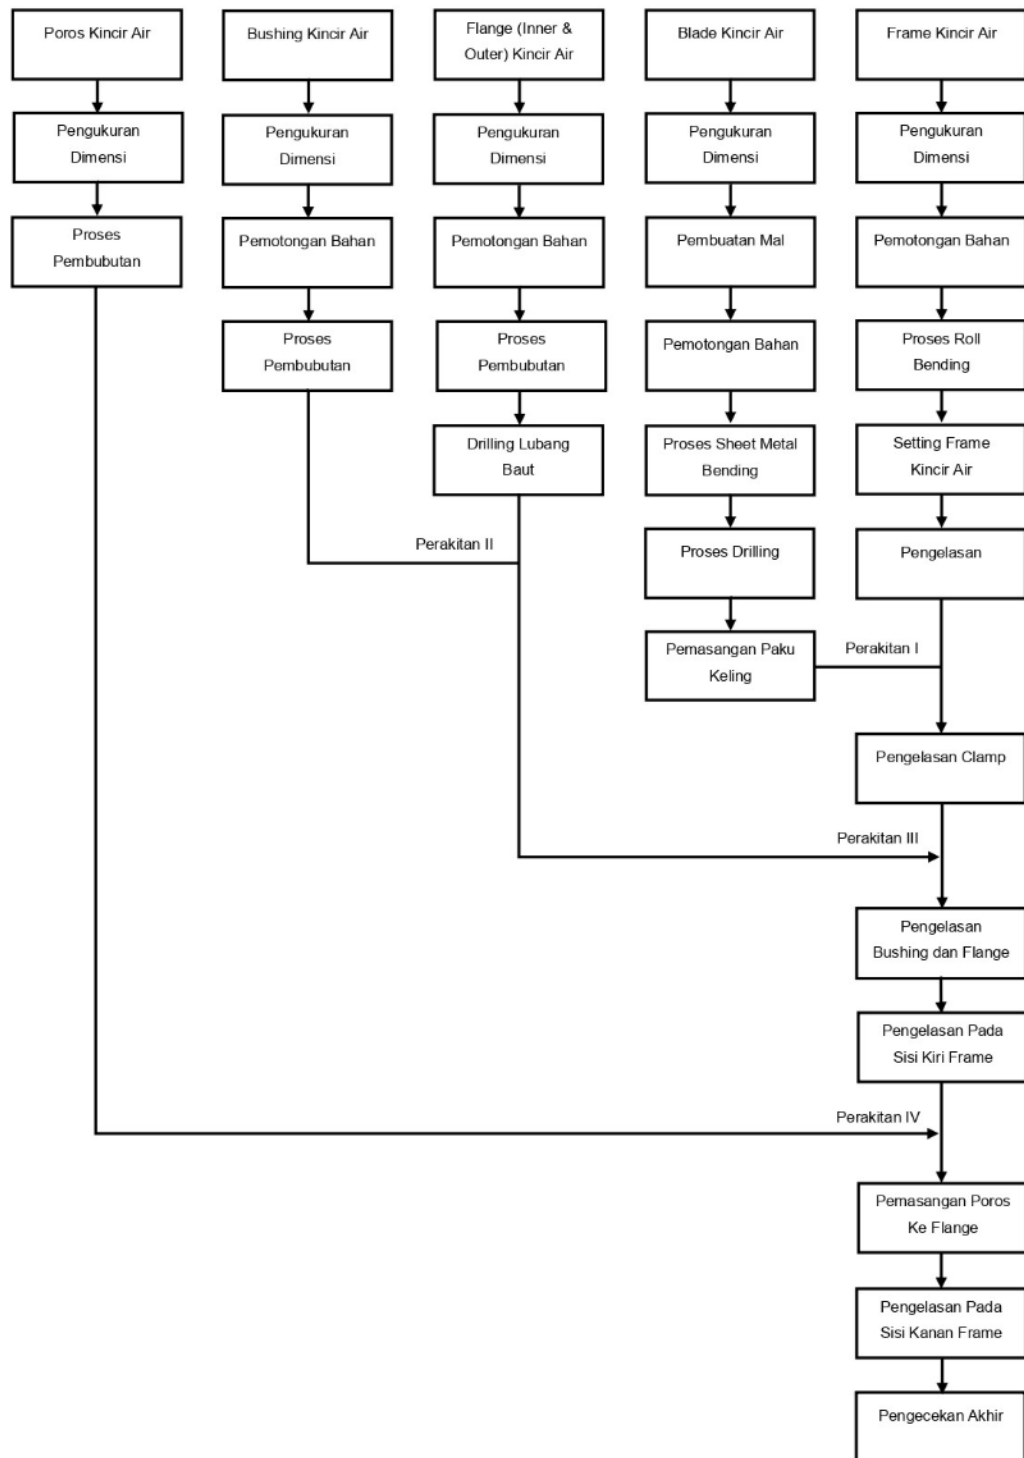 Poros Kincir Air
Bushing Kincir Air
Flange (Inner &
Outer) Kincir Air
Blade Kincir Air
Frame Kincir Air
Pengukuran
Dimensi
Pengukuran
Dimensi
Pengukuran
Dimensi
Pengukuran
Dimensi
Pengukuran
Dimensi
Proses
Pembubutan
Pemotongan Bahan
Pemotongan Bahan
Pembuatan Mal
Pemotongan Bahan
Proses
Pembubutan
Proses
Pembubutan
Pemotongan Bahan
Proses Roll
Bending
Drilling Lubang
Baut
Proses Sheet Metal
Bending
Setting Frame
Kincir Air
Perakitan II
Proses Drilling
Pengelasan
Pemasangan Paku
Keling
Perakitan I
Pengelasan Clamp
Perakitan III
Pengelasan
Bushing dan Flange
Pengelasan Pada
Sisi Kiri Frame
Perakitan IV
Pemasangan Poros
Ke Flange
Pengelasan Pada
Sisi Kanan Frame
Pengecekan Akhir